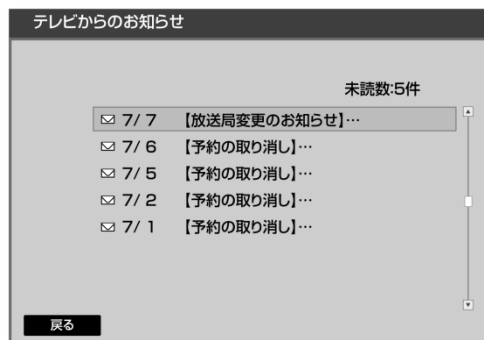 テレビからのお知らせ
未読数:5件
7/ 7 【放送局変更のお知らせ】…
7/ 6 【予約の取り消し】…
7/ 5 【予約の取り消し】…
7/ 2 【予約の取り消し】…
7/ 1 【予約の取り消し】…
戻る